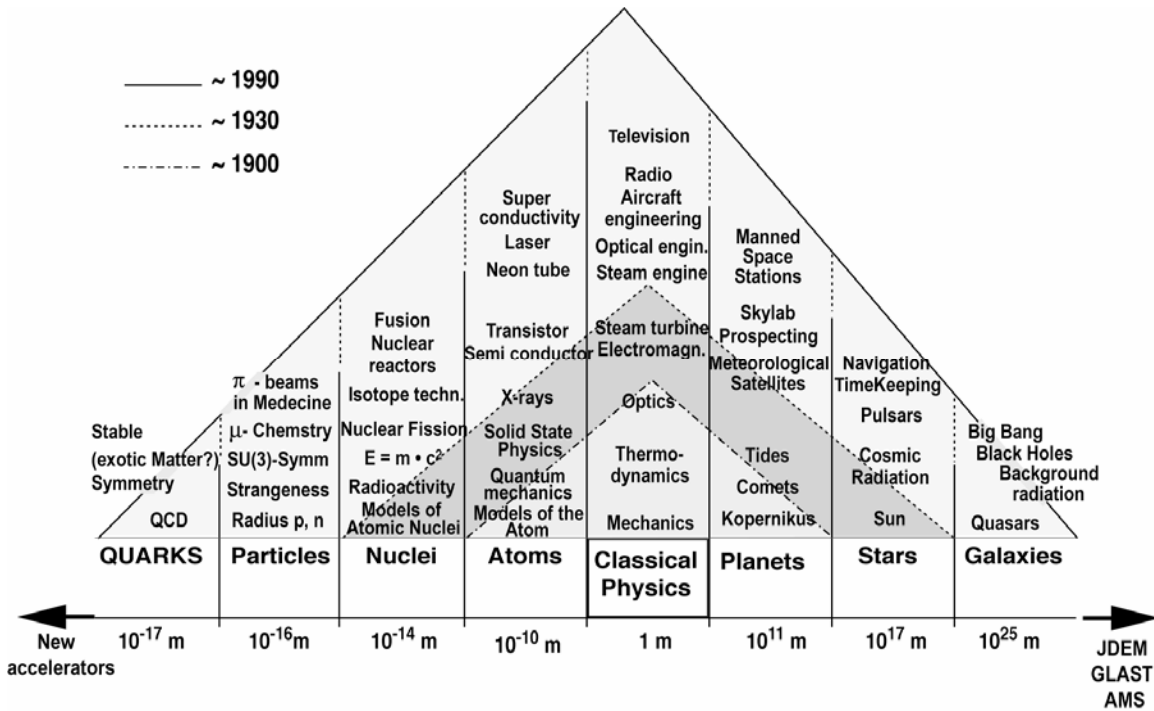 ~ 1990
~ 1930
~ 1900
Stable
(exotic Matter?)
Symmetry
QCD
π - beams
in Medecine
μ- Chemstry
SU(3)-Symm
Strangeness
Radius p, n
Fusion
Nuclear
reactors
Isotope techn.
Nuclear Fission
E = m • c²
Radioactivity
Models of
Atomic Nuclei
Super
conductivity
Laser
Neon tube
Transistor
Semi conductor
X-rays
Solid State
Physics
Quantum
mechanics
Models of the
Atom
Television
Radio
Aircraft
engineering
Optical engin.
Steam engine
Steam turbine
Electromagn.
Optics
Thermo-
dynamics
Mechanics
Manned
Space
Stations
Skylab
Prospecting
Meteorological
Satellites
Tides
Comets
Kopernikus
Navigation
TimeKeeping
Pulsars
Cosmic
Radiation
Sun
Big Bang
Black Holes
Background
radiation
Quasars
QUARKS
Particles
Nuclei
Atoms
Classical
Physics
Planets
Stars
Galaxies
New
accelerators
10⁻¹⁷ m
10⁻¹⁶ m
10⁻¹⁴ m
10⁻¹⁰ m
1 m
10¹¹ m
10¹⁷ m
10²⁵ m
JDEM
GLAST
AMS